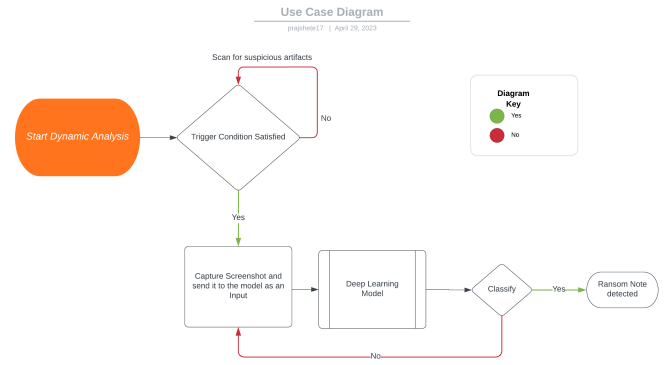 Use Case Diagram
prajshete17 | April 29, 2023
Scan for suspicious artifacts
Diagram
Key
Yes
No
No
Start Dynamic Analysis
Trigger Condition Satisfied
Yes
Capture Screenshot and
send it to the model as an
Input
Deep Learning
Model
Classify
Yes
Ransom Note
detected
No